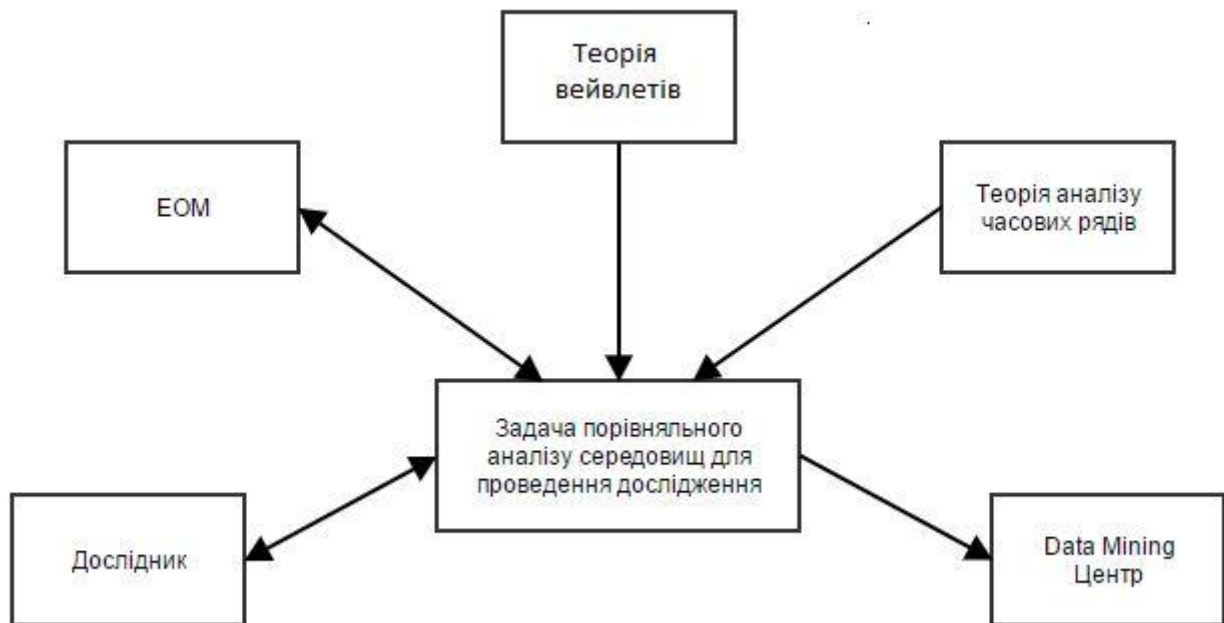 Теорія
вейвлетів
ЕОМ
Теорія аналізу
часових рядів
Задача порівняльного
аналізу середовищ для
проведення дослідження
Дослідник
Data Mining
Центр